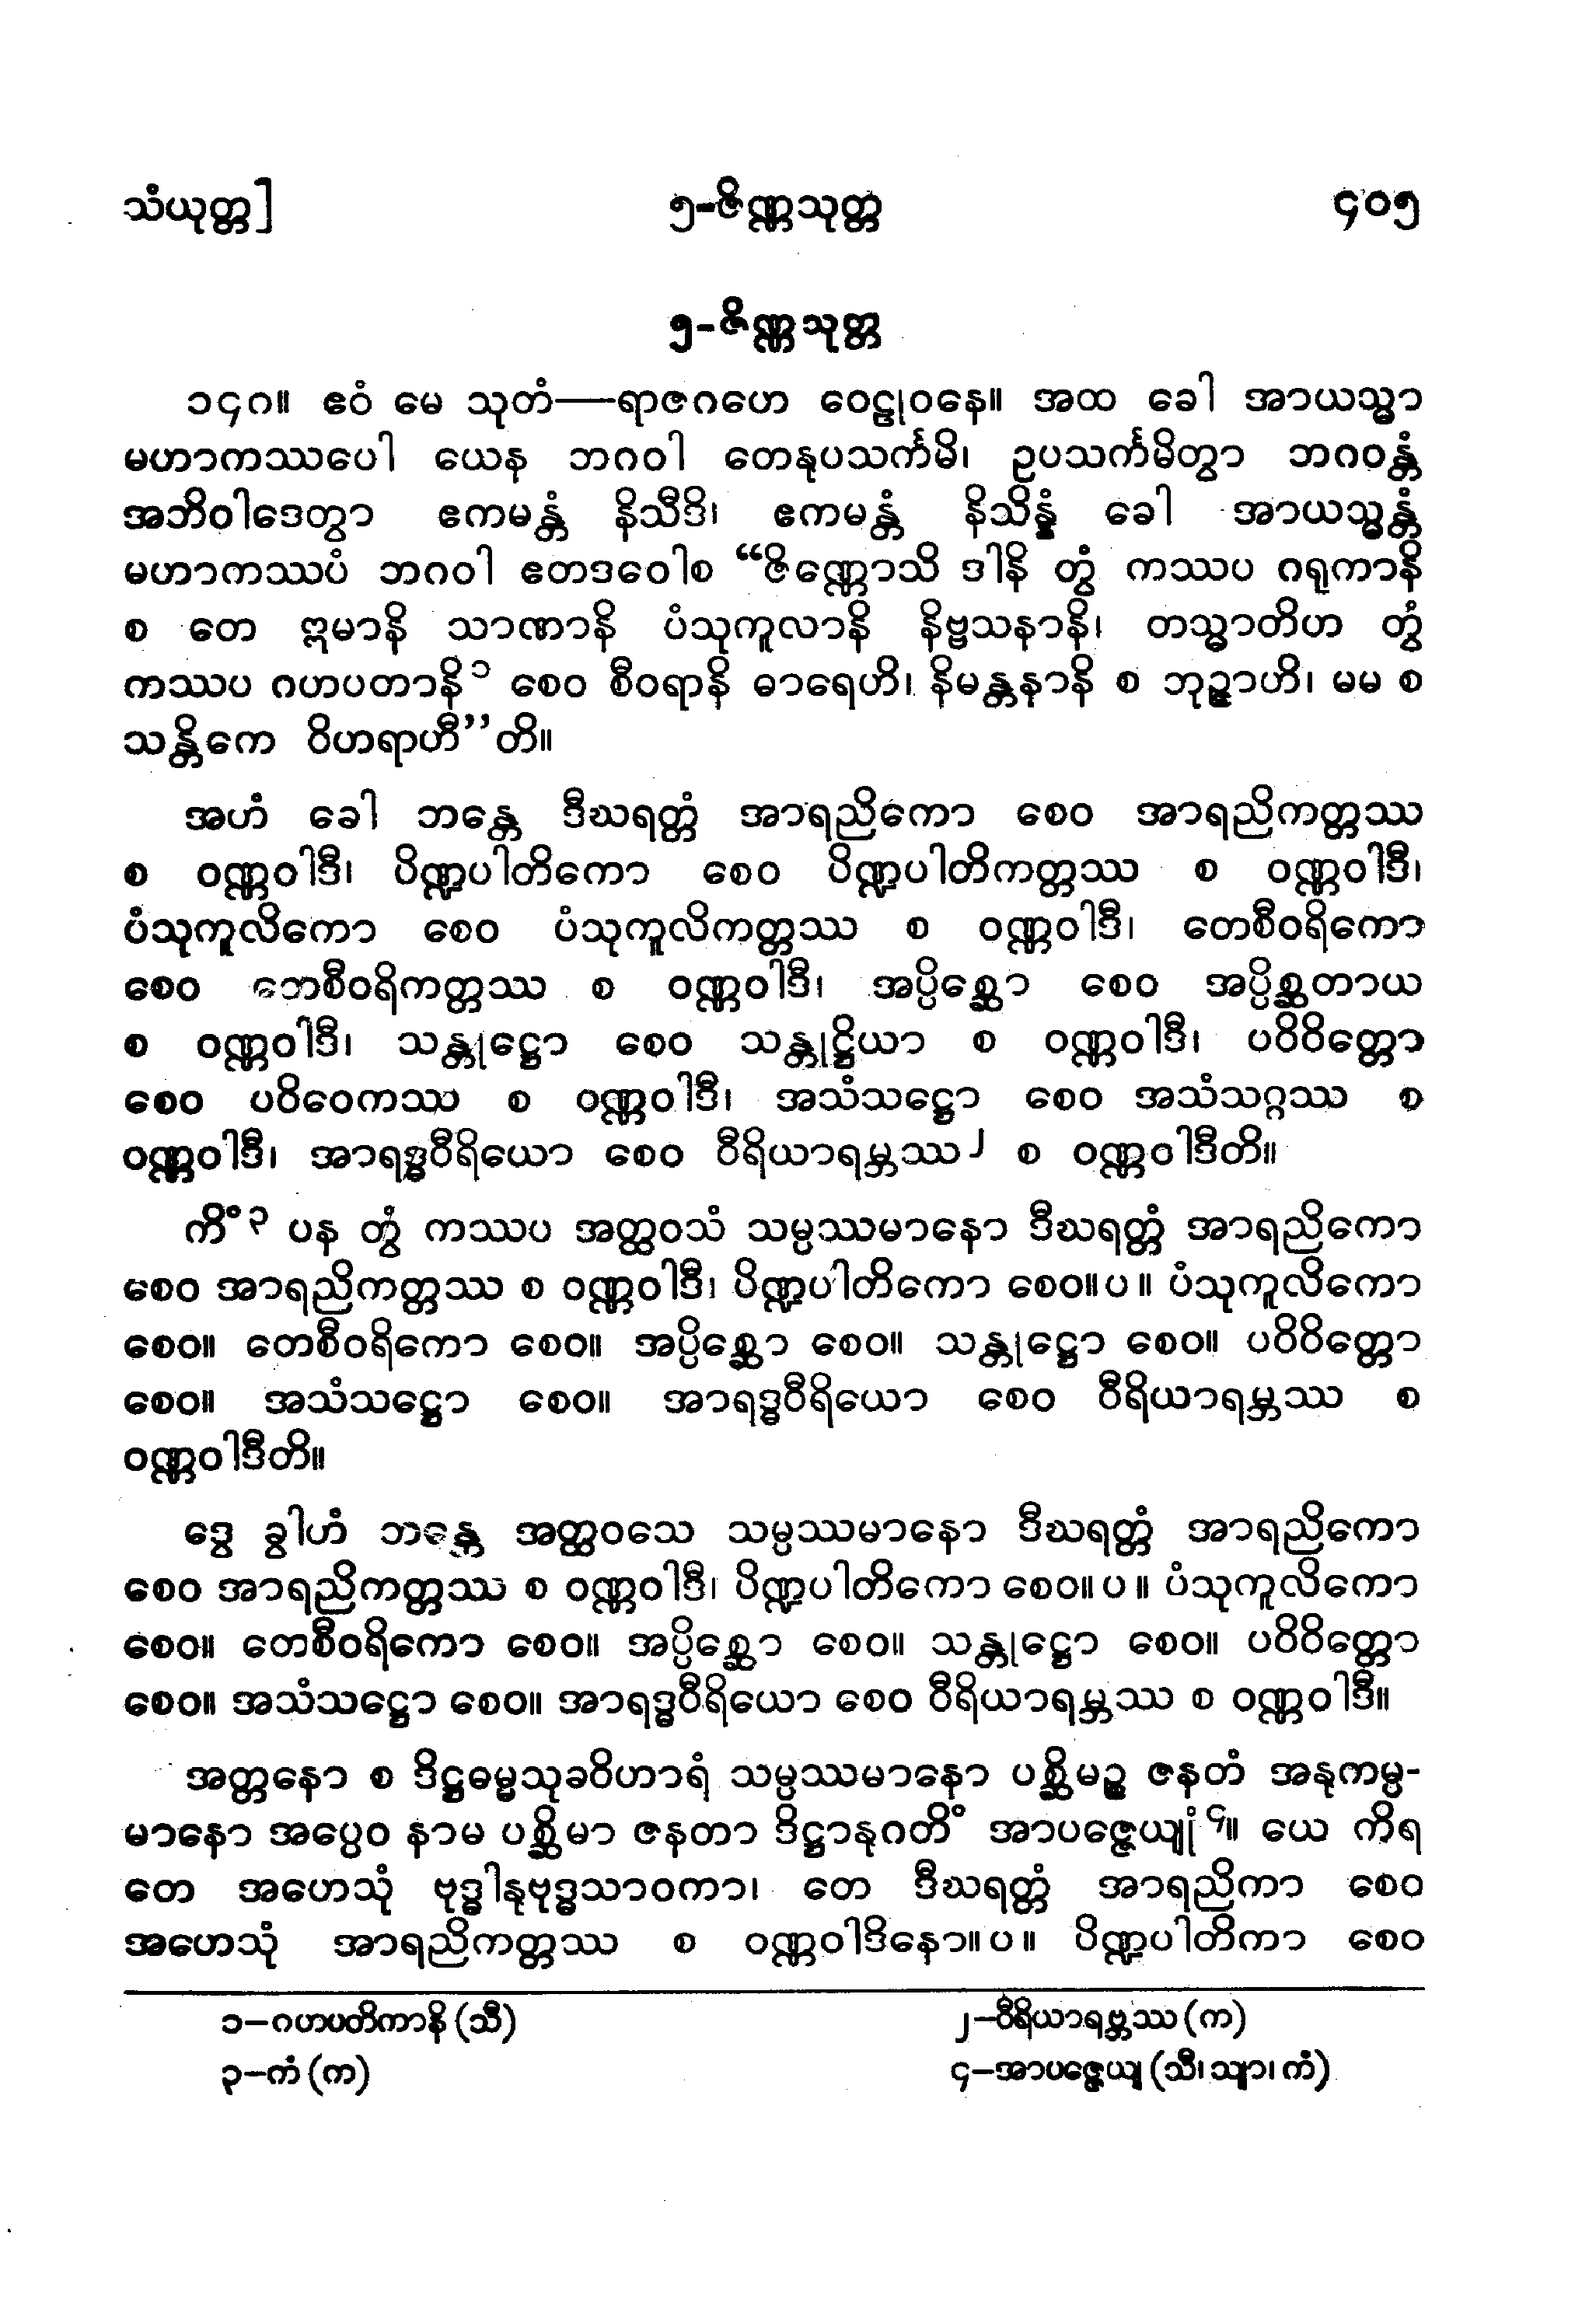 သံယုတ္တ] ၅-ဇိဏ္ဏသုတ္တ ၄၀၅
၅-ဇိဏ္ဏသုတ္တ
၁၄ဂ။ ဧဝံ မေ သုတံ—ရာဇဂဟေ ဝေဠုဝနေ။ အထ ခေါ အာယသ္မာ
မဟာကဿပေါ ယေန ဘဂဝါ တေနုပသင်္ကမိ၊ ဥပသင်္ကမိတွာ ဘဂဝန္တံ
အဘိဝါဒေတွာ ဧကမန္တံ နိသီဒိ၊ ဧကမန္တံ နိသိန္နံ ခေါ အာယသ္မန္တံ
မဟာကဿပံ ဘဂဝါ ဧတဒဝေါစ “ဇိဏ္ဏောသိ ဒါနိ တွံ ကဿပ ဂရုကာနိ
စ တေ ဣမာနိ သာဏာနိ ပံသုကူလာနိ နိဗ္ဗသနာနိ၊ တသ္မာတိဟ တွံ
ကဿပ ဂဟပတာနိ၁ စေဝ စီဝရာနိ ဓာရေဟိ၊ နိမန္တနာနိ စ ဘုဉ္ဇာဟိ၊ မမ စ
သန္တိကေ ဝိဟရာဟီ”တိ။
အဟံ ခေါ ဘန္တေ ဒီဃရတ္တံ အာရညိကော စေဝ အာရညိကတ္တဿ
စ ဝဏ္ဏဝါဒီ၊ ပိဏ္ဍပါတိကော စေဝ ပိဏ္ဍပါတိကတ္တဿ စ ဝဏ္ဏဝါဒီ၊
ပံသုကူလိကော စေဝ ပံသုကူလိကတ္တဿ စ ဝဏ္ဏဝါဒီ၊ တေစီဝရိကော
စေဝ တေစီဝရိကတ္တဿ စ ဝဏ္ဏဝါဒီ၊ အပ္ပိစ္ဆော စေဝ အပ္ပိစ္ဆတာယ
စ ဝဏ္ဏဝါဒီ၊ သန္တုဋ္ဌော စေဝ သန္တုဋ္ဌိယာ စ ဝဏ္ဏဝါဒီ၊ ပဝိဝိတ္တော
စေဝ ပဝိဝေကဿ စ ဝဏ္ဏဝါဒီ၊ အသံသဋ္ဌော စေဝ အသံသဂ္ဂဿ စ
ဝဏ္ဏဝါဒီ၊ အာရဒ္ဓဝီရိယော စေဝ ဝီရိယာရမ္ဘဿ၂ စ ဝဏ္ဏဝါဒီတိ။
ကိံ၃ ပန တွံ ကဿပ အတ္ထဝသံ သမ္ပဿမာနော ဒီဃရတ္တံ အာရညိကော
စေဝ အာရညိကတ္တဿ စ ဝဏ္ဏဝါဒီ၊ ပိဏ္ဍပါတိကော စေဝ။ပ။ ပံသုကူလိကော
စေဝ။ တေစီဝရိကော စေဝ။ အပ္ပိစ္ဆော စေဝ။ သန္တုဋ္ဌော စေဝ။ ပဝိဝိတ္တော
စေဝ။ အသံသဋ္ဌော စေဝ။ အာရဒ္ဓဝီရိယော စေဝ ဝီရိယာရမ္ဘဿ စ
ဝဏ္ဏဝါဒီတိ။
ဒွေ ခွါဟံ ဘန္တေ အတ္ထဝသေ သမ္ပဿမာနော ဒီဃရတ္တံ အာရညိကော
စေဝ အာရညိကတ္တဿ စ ဝဏ္ဏဝါဒီ၊ ပိဏ္ဍပါတိကော စေဝ။ပ။ ပံသုကူလိကော
စေဝ။ တေစီဝရိကော စေဝ။ အပ္ပိစ္ဆော စေဝ။ သန္တုဋ္ဌော စေဝ။ ပဝိဝိတ္တော
စေဝ။ အသံသဋ္ဌော စေဝ။ အာရဒ္ဓဝီရိယော စေဝ ဝီရိယာရမ္ဘဿ စ ဝဏ္ဏဝါဒီ။
အတ္တနော စ ဒိဋ္ဌဓမ္မသုခဝိဟာရံ သမ္ပဿမာနော ပစ္ဆိမဉ္စ ဇနတံ အနုကမ္ပ-
မာနော အပ္ပေဝ နာမ ပစ္ဆိမာ ဇနတာ ဒိဋ္ဌာနုဂတိံ အာပဇ္ဇေယျုံ၄။ ယေ ကိရ
တေ အဟေသုံ ဗုဒ္ဓါနုဗုဒ္ဓသာဝကာ၊ တေ ဒီဃရတ္တံ အာရညိကာ စေဝ
အဟေသုံ အာရညိကတ္တဿ စ ဝဏ္ဏဝါဒိနော။ပ။ ပိဏ္ဍပါတိကာ စေဝ
၁–ဂဟပတိကာနိ (သီ) ၂–ဝီရိယာရဗ္ဘဿ (က)
၃–ကံ (က) ၄–အာပဇ္ဇေယျ (သီ၊ သျာ၊ ကံ)